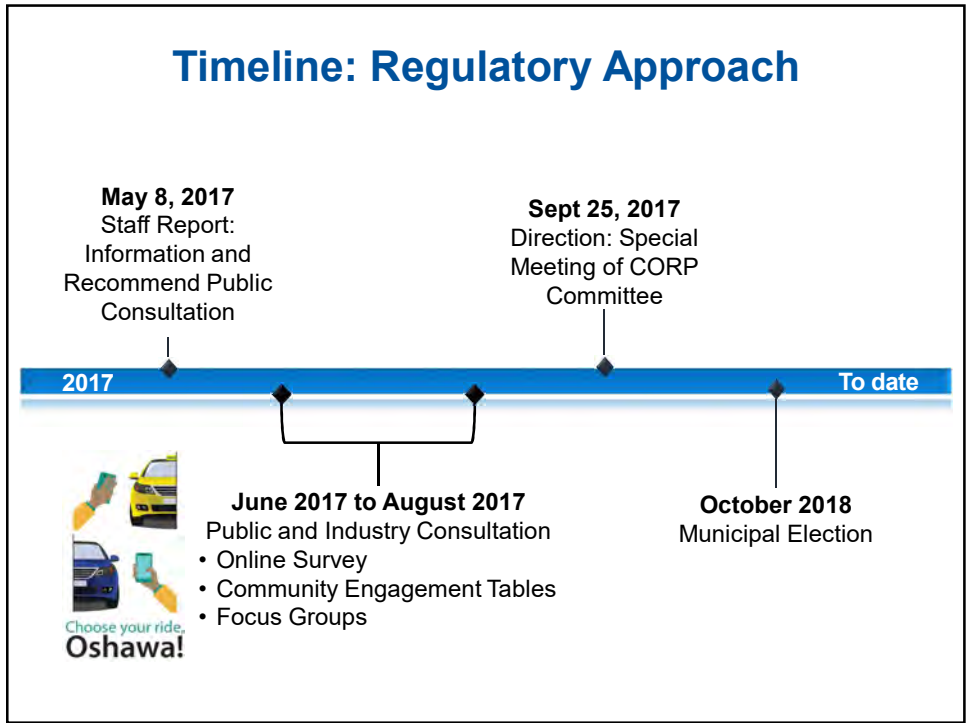 Timeline: Regulatory Approach
May 8, 2017
Staff Report:
Information and
Recommend Public
Consultation
Sept 25, 2017
Direction: Special
Meeting of CORP
Committee
2017
To date
June 2017 to August 2017
Public and Industry Consultation
• Online Survey
• Community Engagement Tables
• Focus Groups
October 2018
Municipal Election
Choose your ride,
Oshawa!